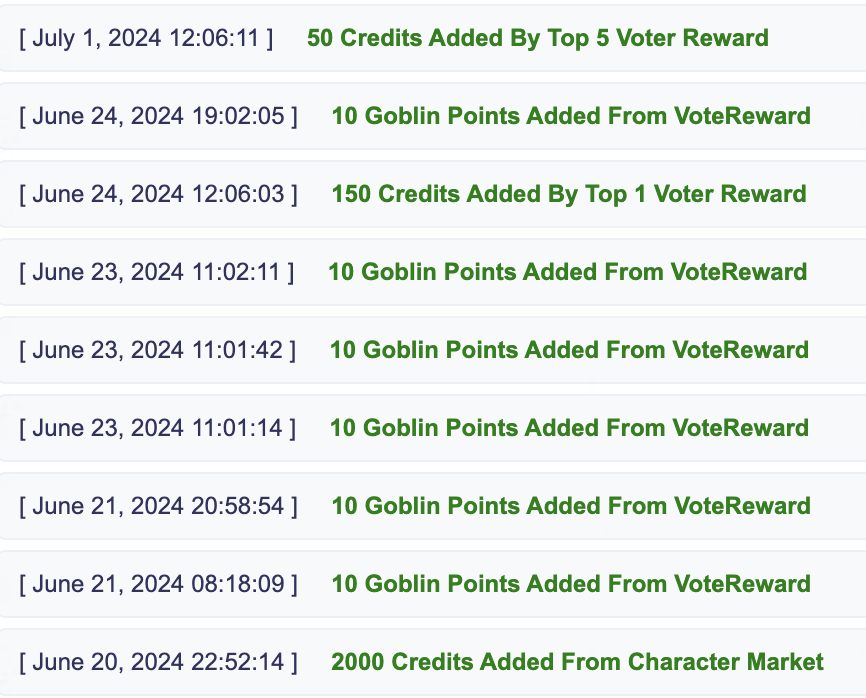 [ July 1, 2024 12:06:11 ] 50 Credits Added By Top 5 Voter Reward
[ June 24, 2024 19:02:05 ] 10 Goblin Points Added From VoteReward
[ June 24, 2024 12:06:03 ] 150 Credits Added By Top 1 Voter Reward
[ June 23, 2024 11:02:11 ] 10 Goblin Points Added From VoteReward
[ June 23, 2024 11:01:42 ] 10 Goblin Points Added From VoteReward
[ June 23, 2024 11:01:14 ] 10 Goblin Points Added From VoteReward
[ June 21, 2024 20:58:54 ] 10 Goblin Points Added From VoteReward
[ June 21, 2024 08:18:09 ] 10 Goblin Points Added From VoteReward
[ June 20, 2024 22:52:14 ] 2000 Credits Added From Character Market